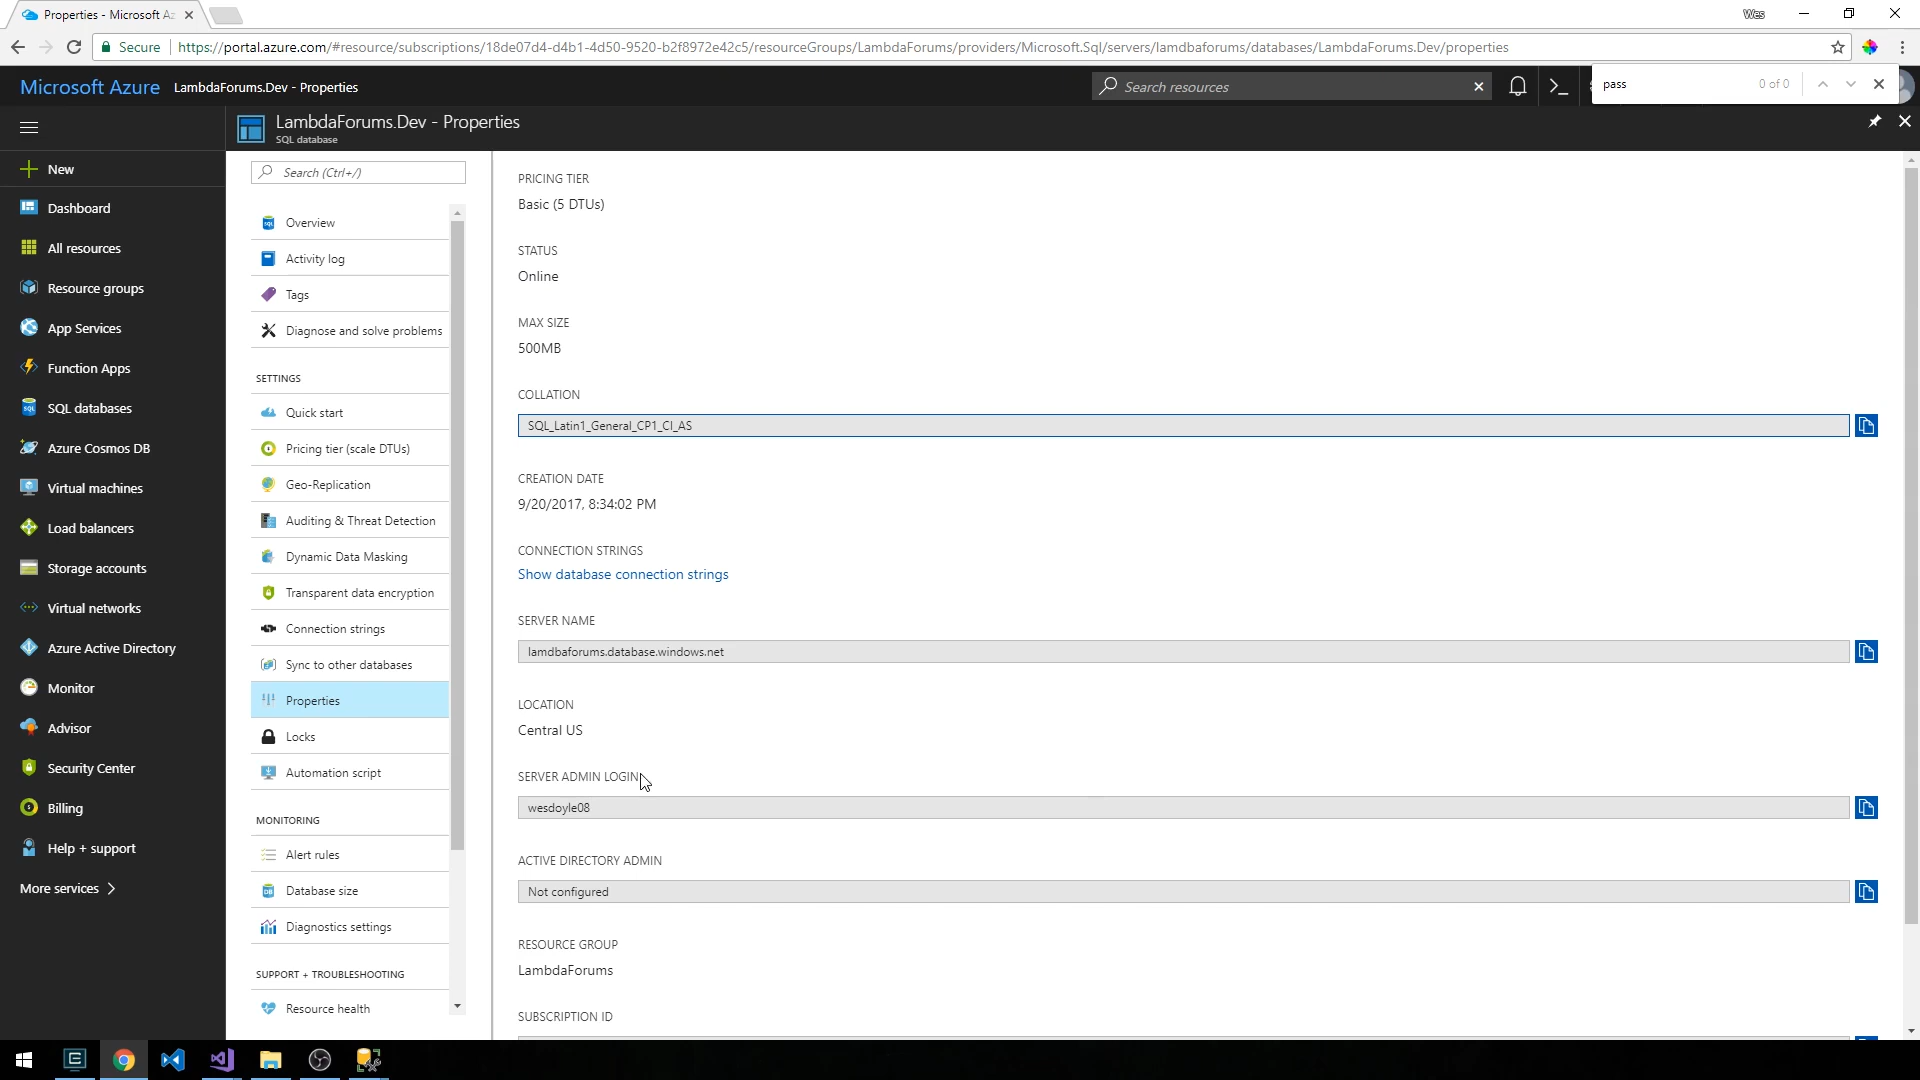 Properties - Microsoft Az
Wes
Secure
https://portal.azure.com/#resource/subscriptions/18de07d4-d4b1-4d50-9520-b2f8972e42c5/resourceGroups/LambdaForums/providers/Microsoft.Sql/servers/lamdbaforums/databases/LambdaForums.Dev/properties
Microsoft Azure LambdaForums.Dev - Properties
Search resources
pass
0 of 0
LambdaForums.Dev - Properties
SQL database
New
Dashboard
All resources
Resource groups
App Services
Function Apps
SQL databases
Azure Cosmos DB
Virtual machines
Load balancers
Storage accounts
Virtual networks
Azure Active Directory
Monitor
Advisor
Security Center
Billing
Help + support
More services
Search (Ctrl+/)
Overview
Activity log
Tags
Diagnose and solve problems
SETTINGS
Quick start
Pricing tier (scale DTUs)
Geo-Replication
Auditing & Threat Detection
Dynamic Data Masking
Transparent data encryption
Connection strings
Sync to other databases
Properties
Locks
Automation script
MONITORING
Alert rules
Database size
Diagnostics settings
SUPPORT + TROUBLESHOOTING
Resource health
PRICING TIER
Basic (5 DTUs)
STATUS
Online
MAX SIZE
500MB
COLLATION
SQL_Latin1_General_CP1_CI_AS
CREATION DATE
9/20/2017, 8:34:02 PM
CONNECTION STRINGS
Show database connection strings
SERVER NAME
lamdbaforums.database.windows.net
LOCATION
Central US
SERVER ADMIN LOGIN
wesdoyle08
ACTIVE DIRECTORY ADMIN
Not configured
RESOURCE GROUP
LambdaForums
SUBSCRIPTION ID